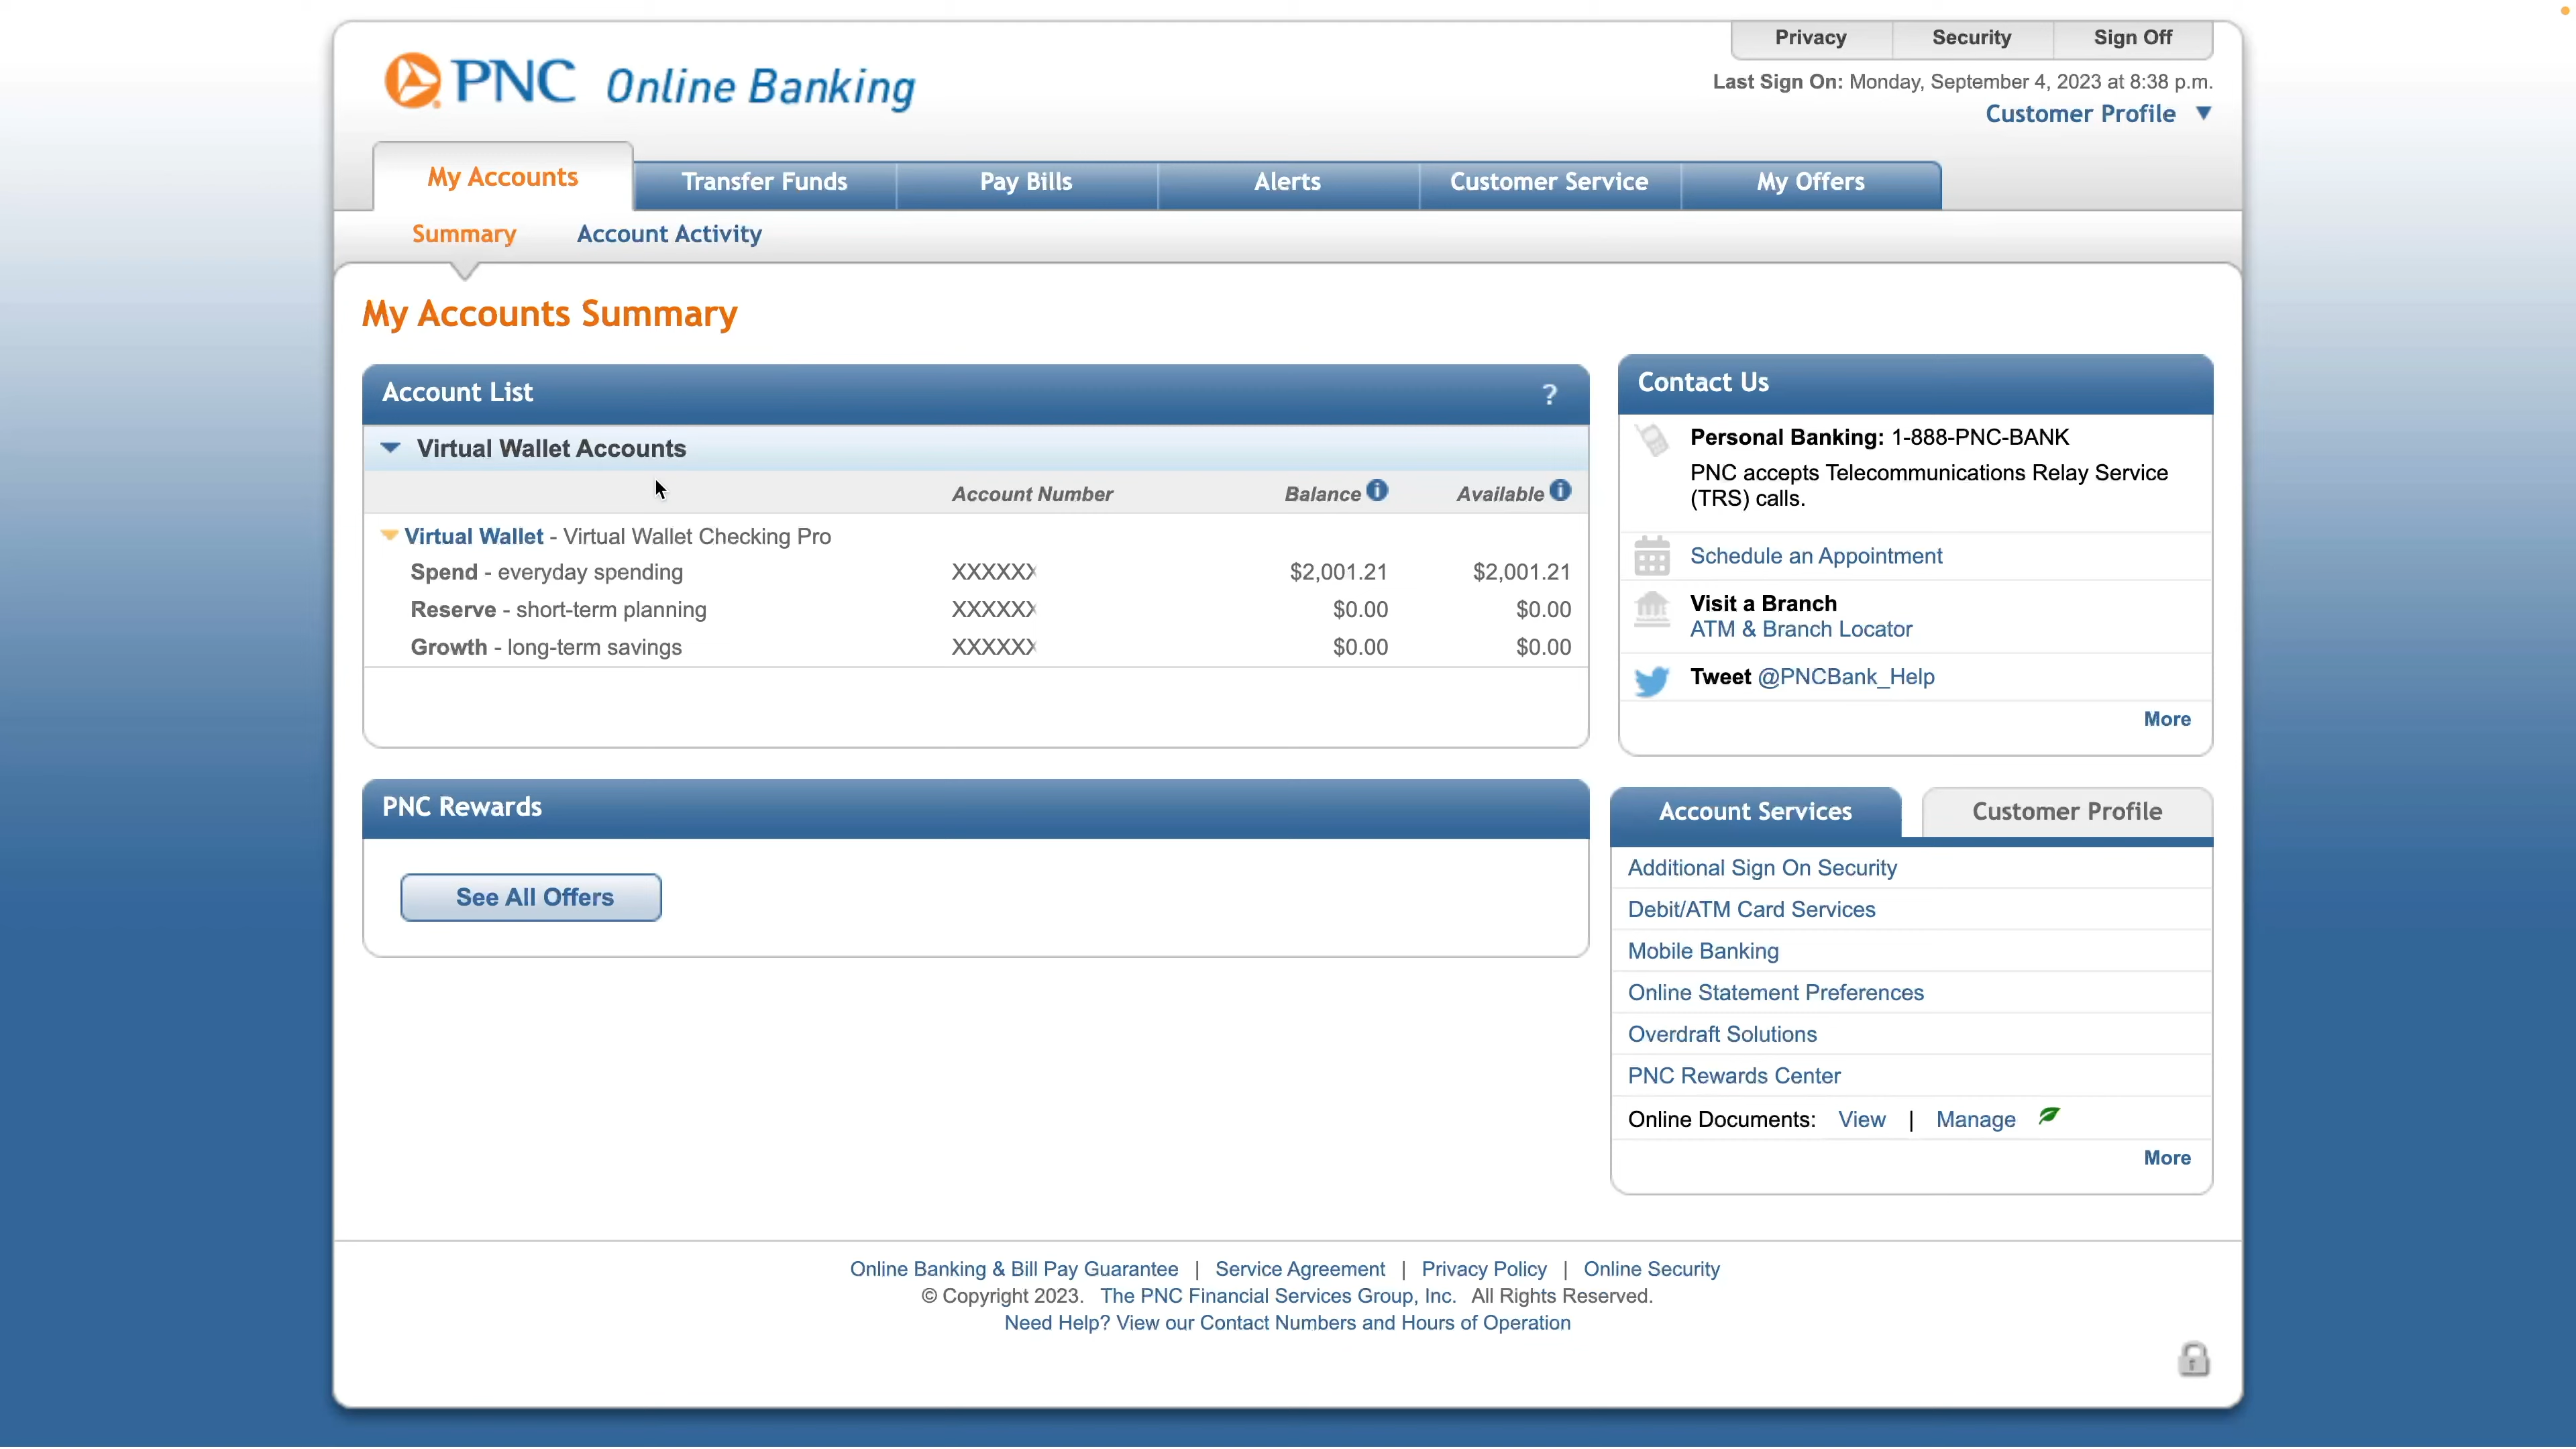 Privacy Security Sign Off
PNC Online Banking
Last Sign On: Monday, September 4, 2023 at 8:38 p.m.
Customer Profile
My Accounts Transfer Funds Pay Bills Alerts Customer Service My Offers
Summary Account Activity
My Accounts Summary
Account List ?
Virtual Wallet Accounts
Account Number Balance i Available i
Virtual Wallet - Virtual Wallet Checking Pro
Spend - everyday spending XXXXXX $2,001.21 $2,001.21
Reserve - short-term planning XXXXXX $0.00 $0.00
Growth - long-term savings XXXXXX $0.00 $0.00
PNC Rewards
See All Offers
Contact Us
Personal Banking: 1-888-PNC-BANK
PNC accepts Telecommunications Relay Service
(TRS) calls.
Schedule an Appointment
Visit a Branch
ATM & Branch Locator
Tweet @PNCBank_Help
More
Account Services Customer Profile
Additional Sign On Security
Debit/ATM Card Services
Mobile Banking
Online Statement Preferences
Overdraft Solutions
PNC Rewards Center
Online Documents: View | Manage
More
Online Banking & Bill Pay Guarantee | Service Agreement | Privacy Policy | Online Security
© Copyright 2023. The PNC Financial Services Group, Inc. All Rights Reserved.
Need Help? View our Contact Numbers and Hours of Operation